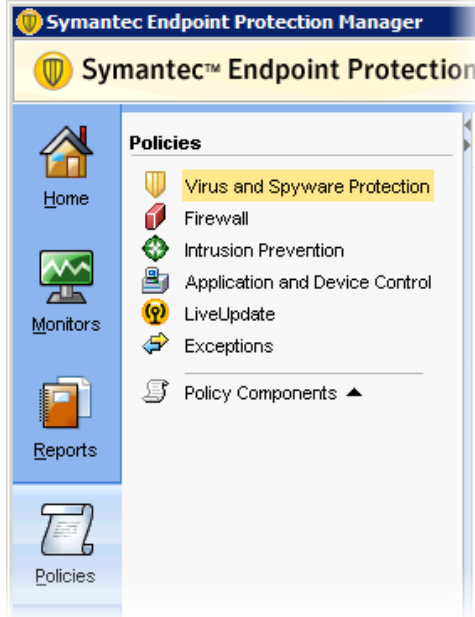 Symantec Endpoint Protection Manager
Symantec™ Endpoint Protection
Home
Monitors
Reports
Policies
Policies
Virus and Spyware Protection
Firewall
Intrusion Prevention
Application and Device Control
LiveUpdate
Exceptions
Policy Components ▲